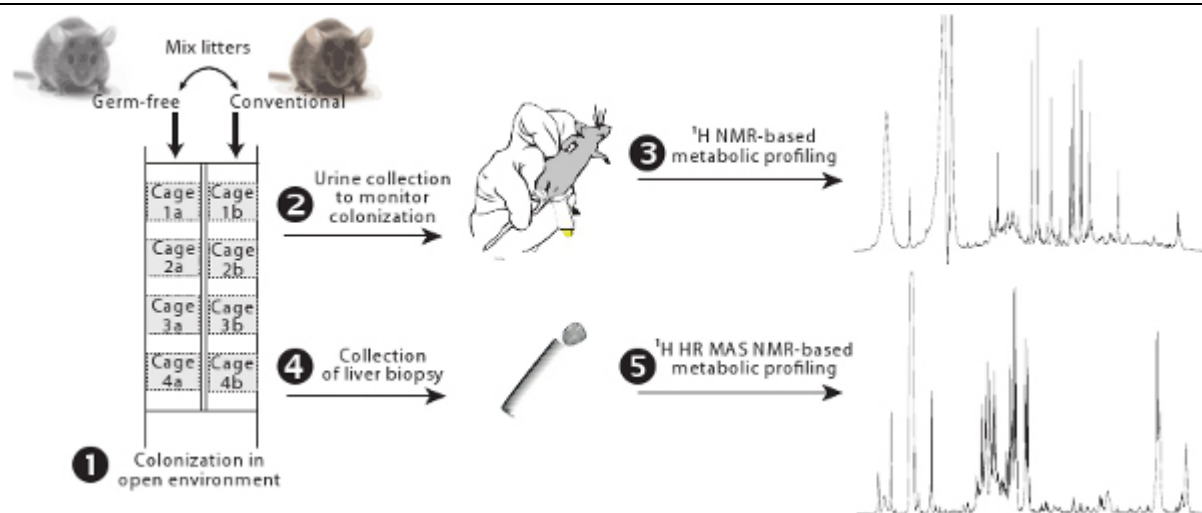 Mix litters
Germ-free
Conventional
Cage
1a
Cage
1b
Cage
2a
Cage
2b
Cage
3a
Cage
3b
Cage
4a
Cage
4b
1
Colonization in
open environment
2
Urine collection
to monitor
colonization
3
¹H NMR-based
metabolic profiling
4
Collection
of liver biopsy
5
¹H HR MAS NMR-based
metabolic profiling